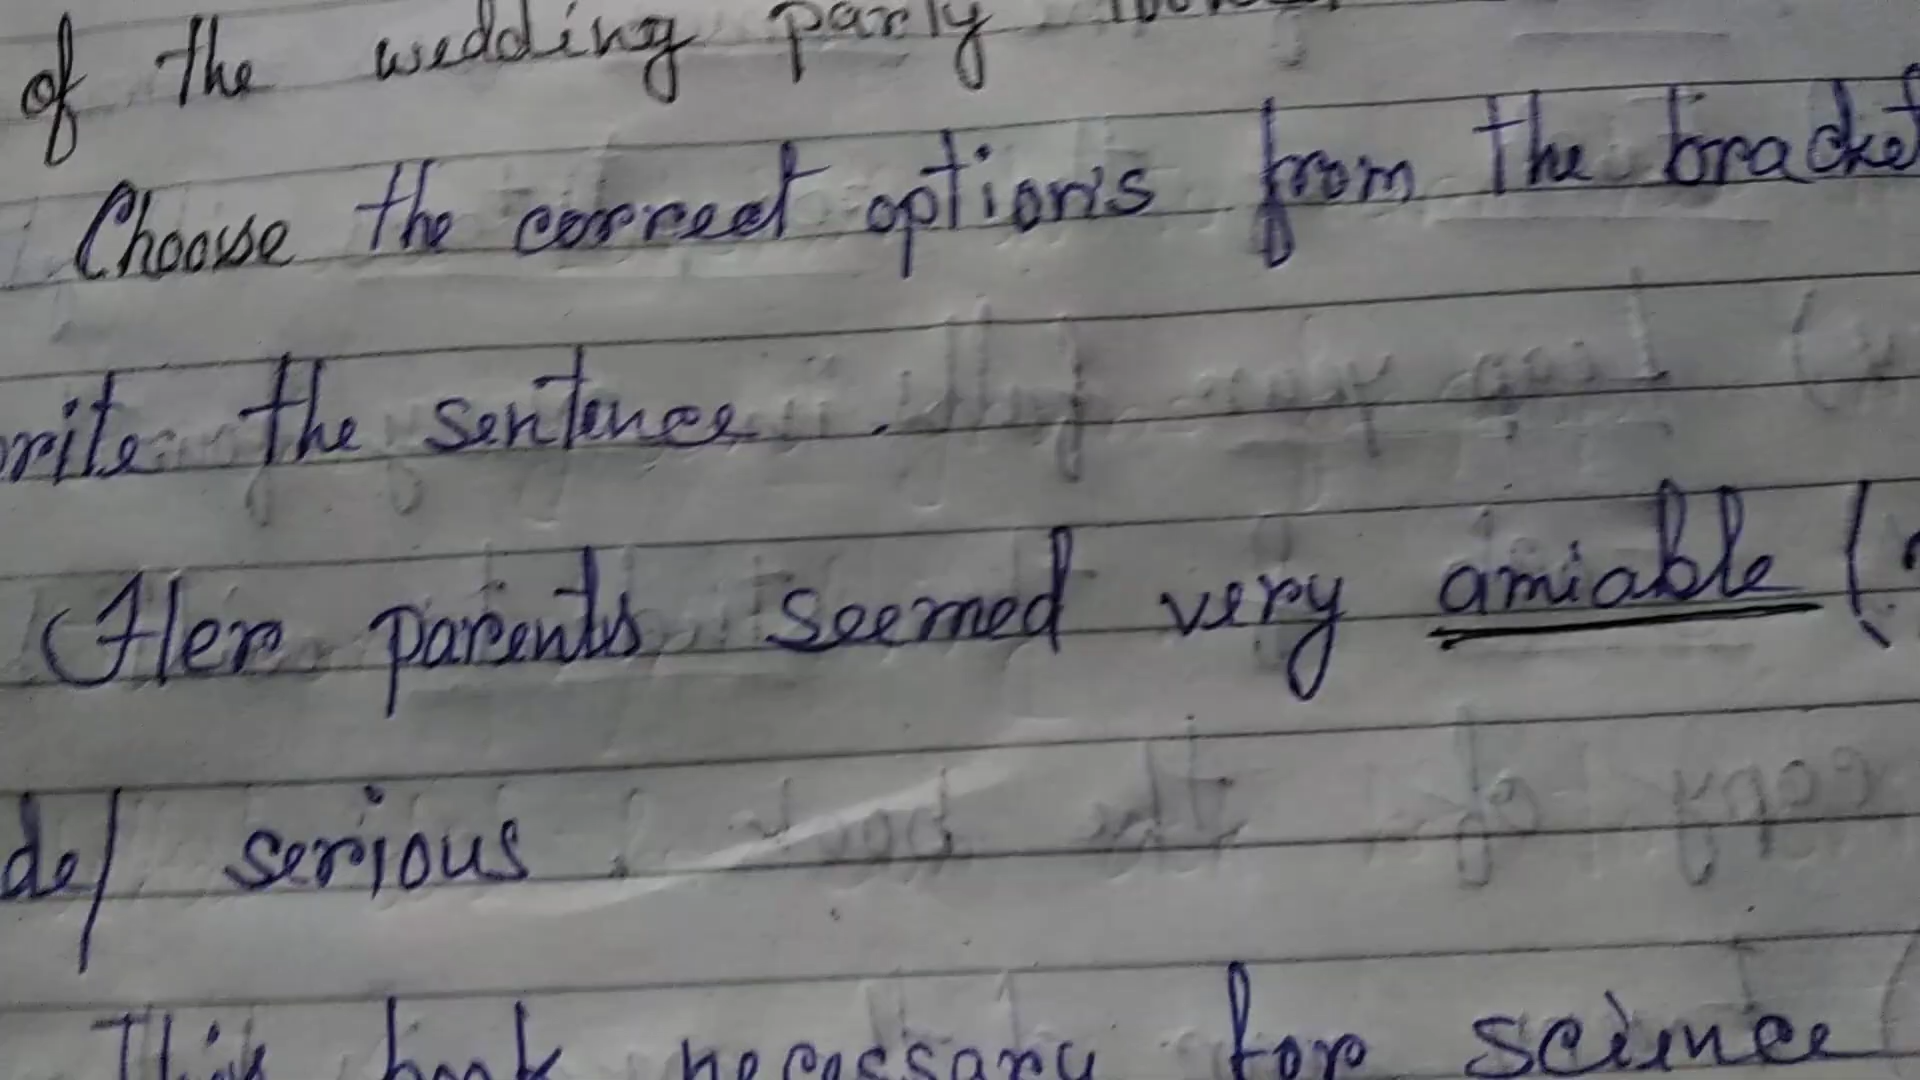 of the wedding party
Choose the correct options from the bracket
rite the sentence.
Her parents seemed very amiable (
de/ serious
This book necessary for science